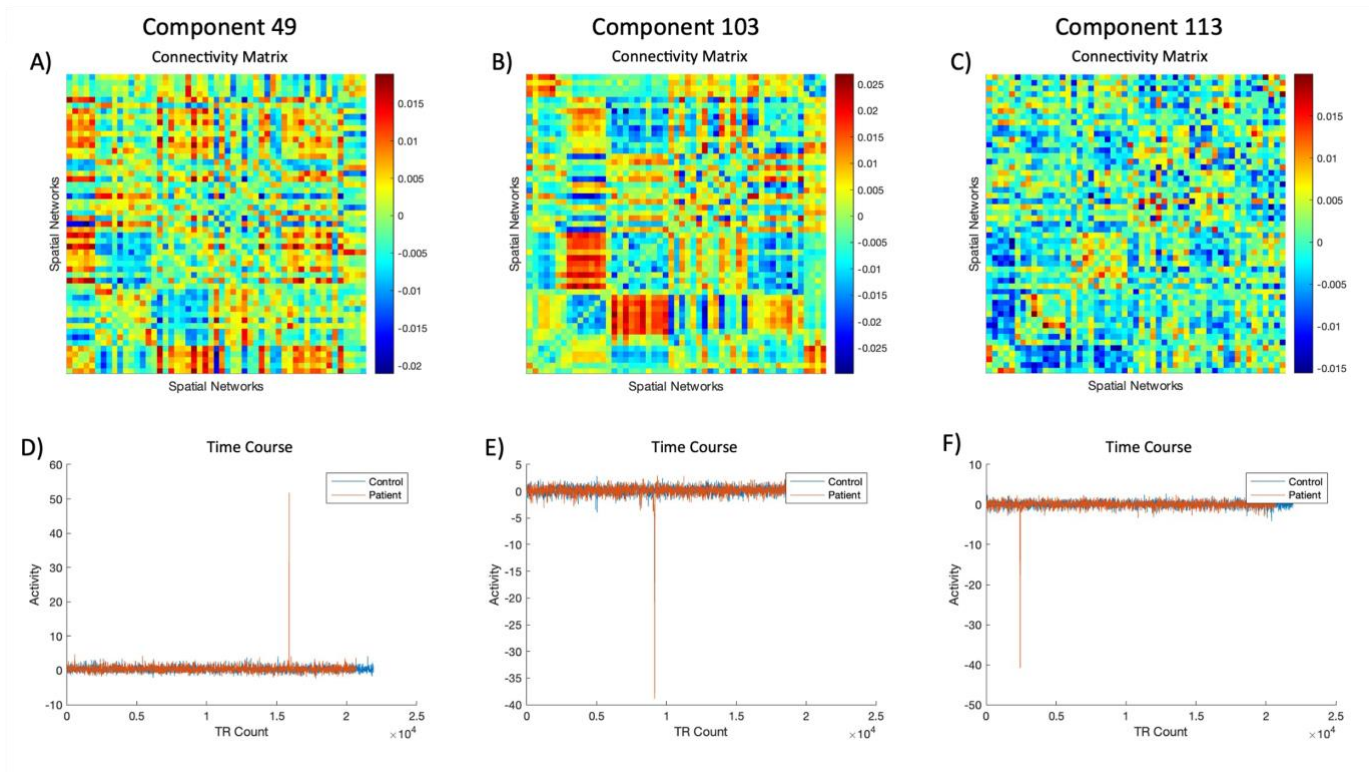 Component 49
Component 103
Component 113
A)
Connectivity Matrix
Spatial Networks
Spatial Networks
0.015
0.01
0.005
0
-0.005
-0.01
-0.015
-0.02
B)
Connectivity Matrix
Spatial Networks
Spatial Networks
0.025
0.02
0.015
0.01
0.005
0
-0.005
-0.01
-0.015
-0.02
-0.025
C)
Connectivity Matrix
Spatial Networks
Spatial Networks
0.015
0.01
0.005
0
-0.005
-0.01
-0.015
D)
Time Course
Control
Patient
Activity
60
50
40
30
20
10
0
-10
0
0.5
1
1.5
2
2.5
×10⁴
TR Count
E)
Time Course
Control
Patient
Activity
5
0
-5
-10
-15
-20
-25
-30
-35
-40
0
0.5
1
1.5
2
2.5
×10⁴
TR Count
F)
Time Course
Control
Patient
Activity
10
0
-10
-20
-30
-40
-50
0
0.5
1
1.5
2
2.5
×10⁴
TR Count